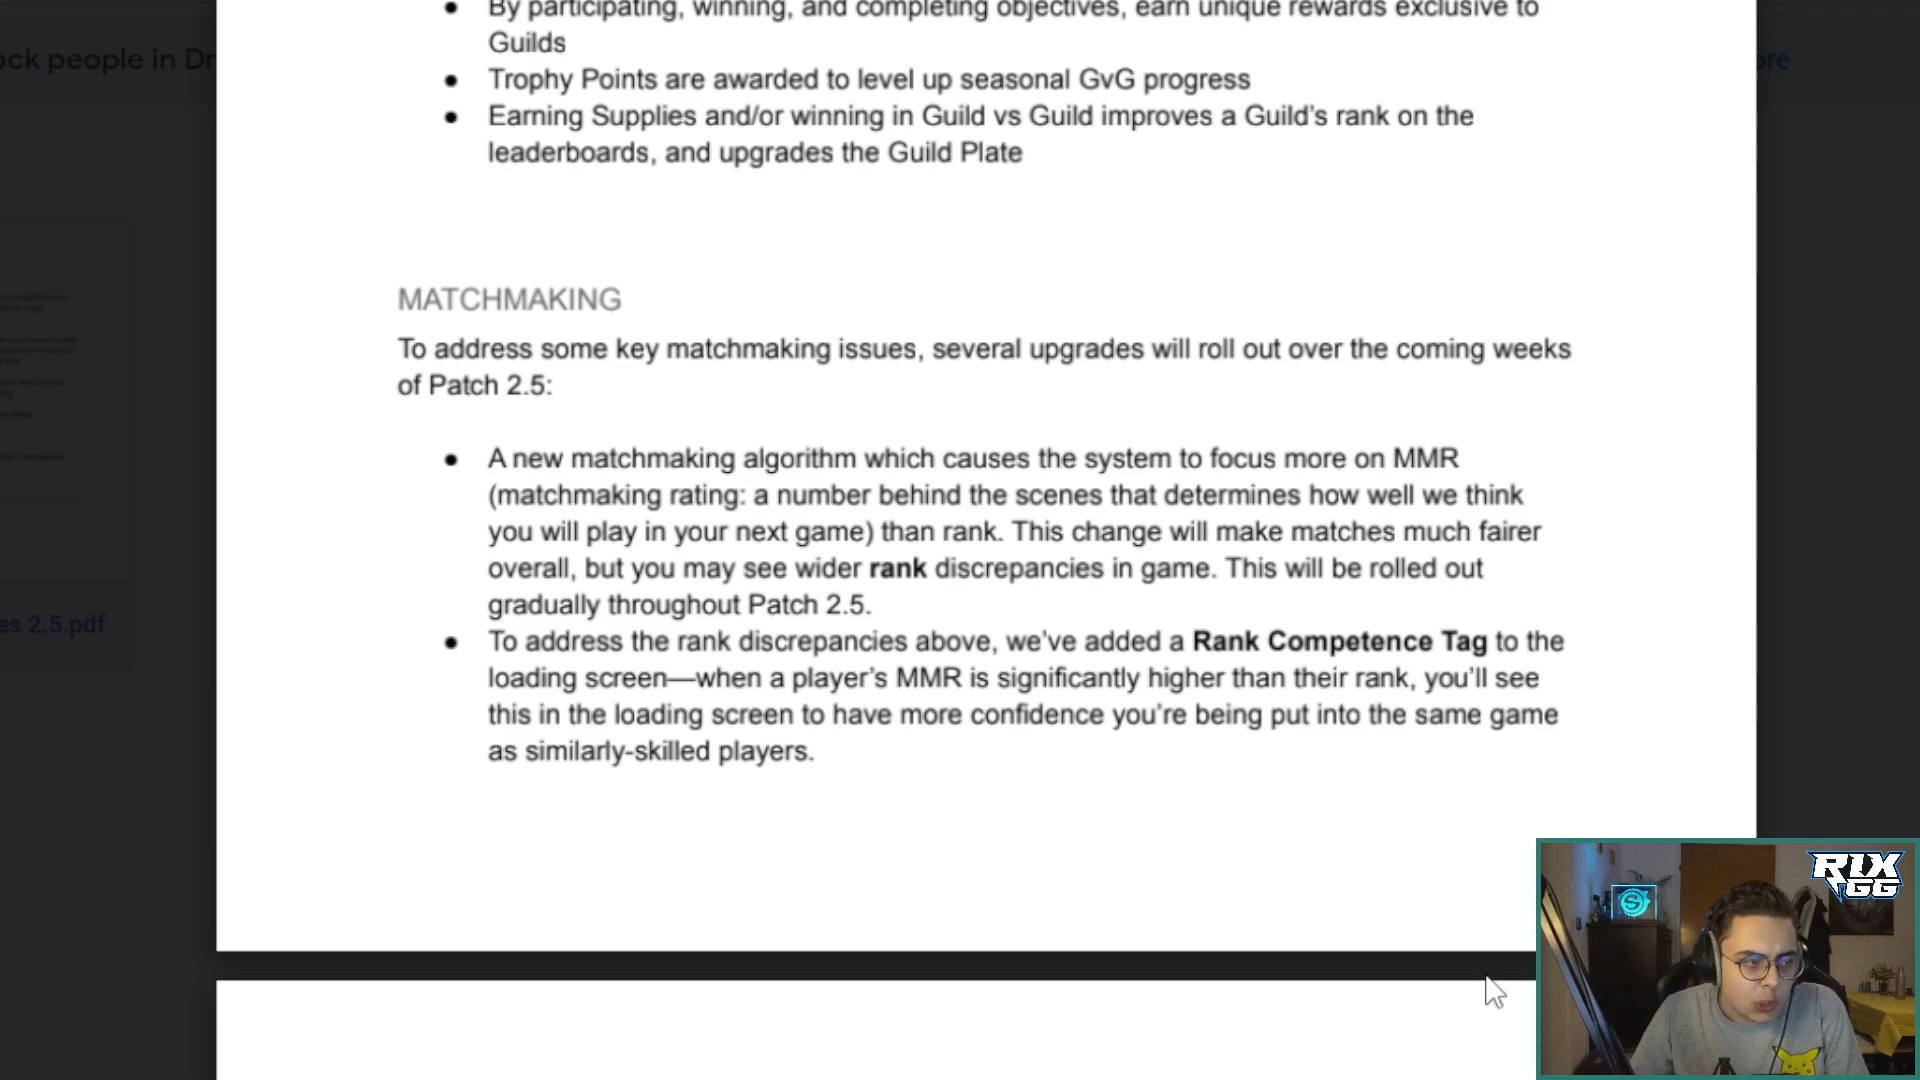 By participating, winning, and completing objectives, earn unique rewards exclusive to
Guilds
ock people in Dr
ore
● Trophy Points are awarded to level up seasonal GvG progress
● Earning Supplies and/or winning in Guild vs Guild improves a Guild's rank on the
leaderboards, and upgrades the Guild Plate
MATCHMAKING
To address some key matchmaking issues, several upgrades will roll out over the coming weeks
of Patch 2.5:
● A new matchmaking algorithm which causes the system to focus more on MMR
(matchmaking rating: a number behind the scenes that determines how well we think
you will play in your next game) than rank. This change will make matches much fairer
overall, but you may see wider rank discrepancies in game. This will be rolled out
gradually throughout Patch 2.5.
es 2.5.pdf
● To address the rank discrepancies above, we've added a Rank Competence Tag to the
loading screen—when a player's MMR is significantly higher than their rank, you'll see
this in the loading screen to have more confidence you're being put into the same game
as similarly-skilled players.
RIX
GG